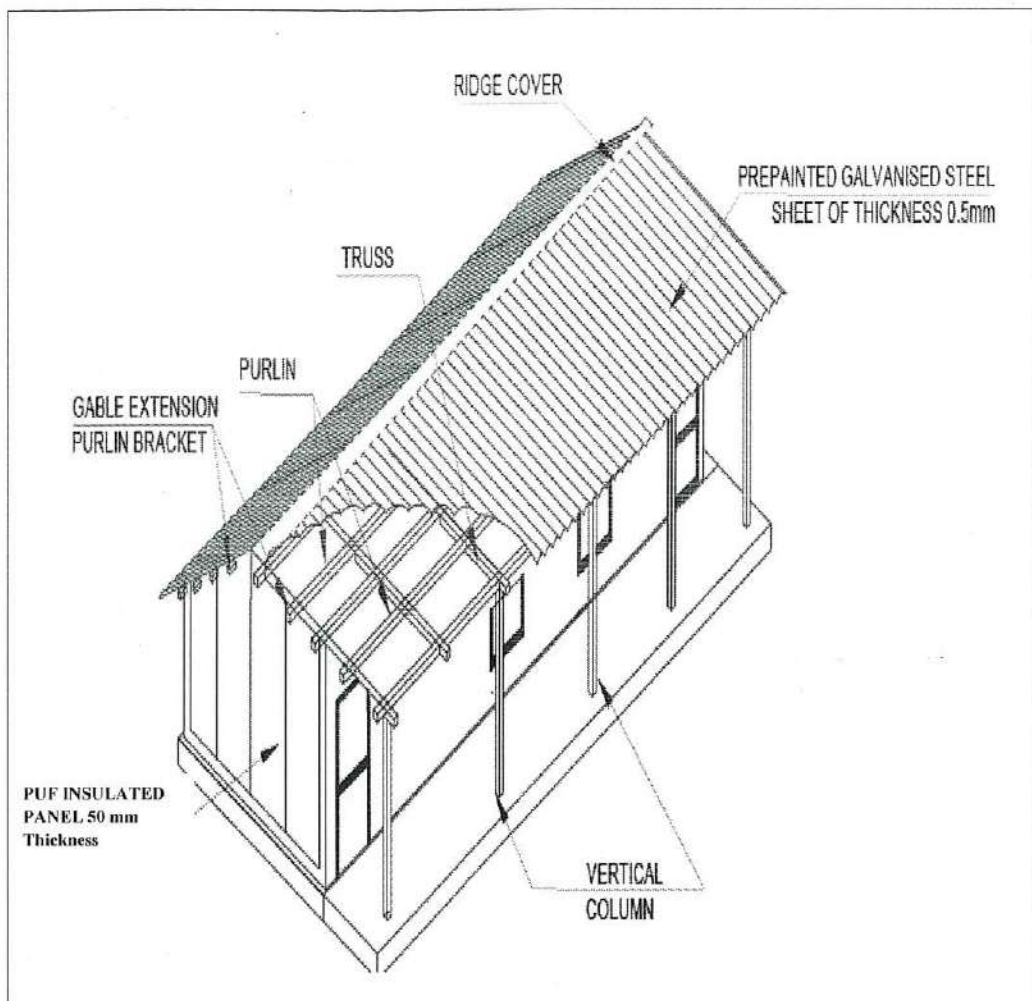 RIDGE COVER
PREPAINTED GALVANISED STEEL
SHEET OF THICKNESS 0.5mm
TRUSS
PURLIN
GABLE EXTENSION
PURLIN BRACKET
PUF INSULATED
PANEL 50 mm
Thickness
VERTICAL
COLUMN